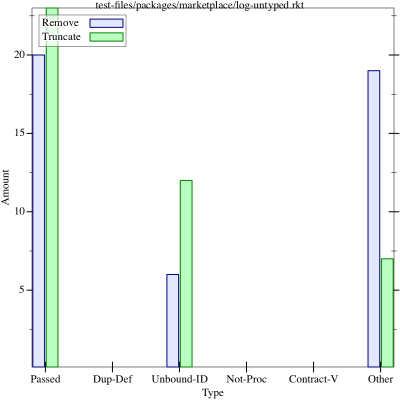 test-files/packages/marketplace/log-untyped.rkt
Remove
Truncate
20
15
10
5
Amount
Passed Dup-Def Unbound-ID Not-Proc Contract-V Other
Type